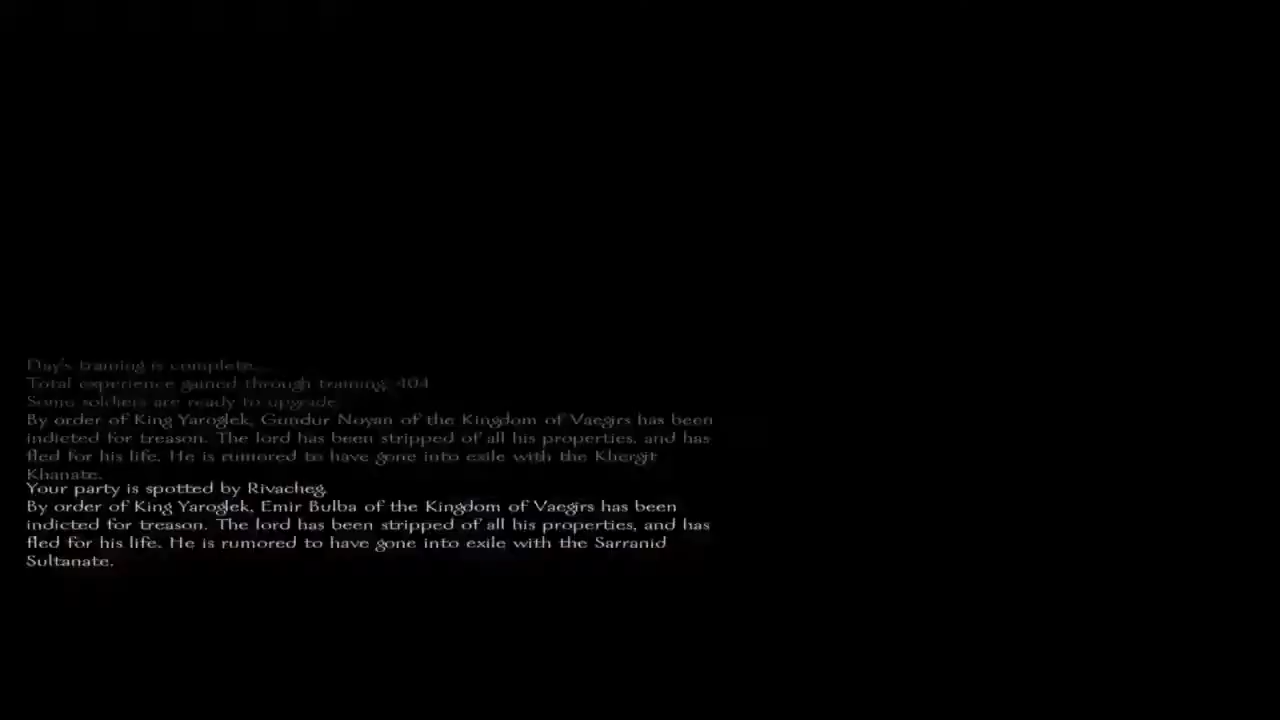 Day's training is complete...
Total experience gained through training: 404
Some soldiers are ready to upgrade.
By order of King Yaroglek, Gundur Noyan of the Kingdom of Vaegirs has been
indicted for treason. The lord has been stripped of all his properties, and has
fled for his life. He is rumored to have gone into exile with the Khergit
Khanate.
Your party is spotted by Rivacheg.
By order of King Yaroglek, Emir Bulba of the Kingdom of Vaegirs has been
indicted for treason. The lord has been stripped of all his properties, and has
fled for his life. He is rumored to have gone into exile with the Sarranid
Sultanate.